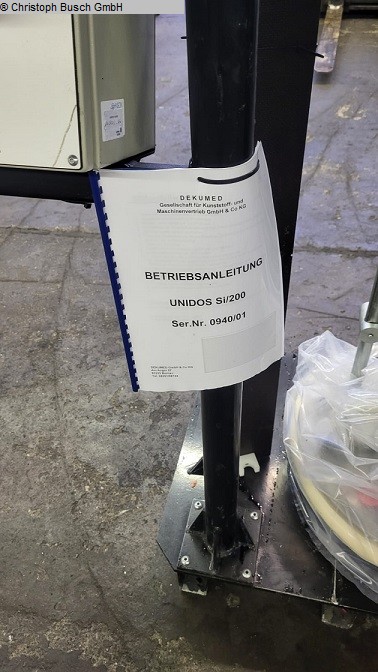 © Christoph Busch GmbH
DEKUMED
Gesellschaft für Kunststoff- und
Maschinenvertrieb GmbH & Co KG
BETRIEBSANLEITUNG
UNIDOS Si/200
Ser.Nr. 0940/01